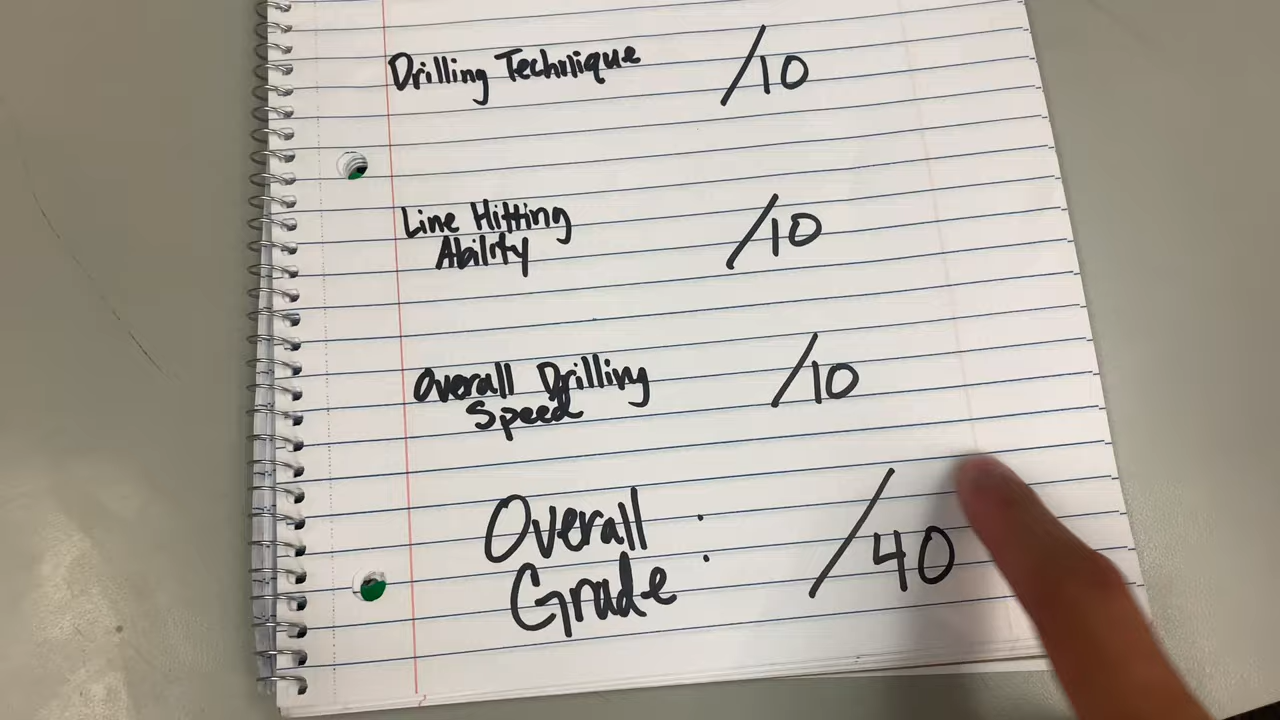 Drilling Technique /10
Line Hitting
Ability /10
Overall Drilling
Speed /10
Overall :
Grade /40